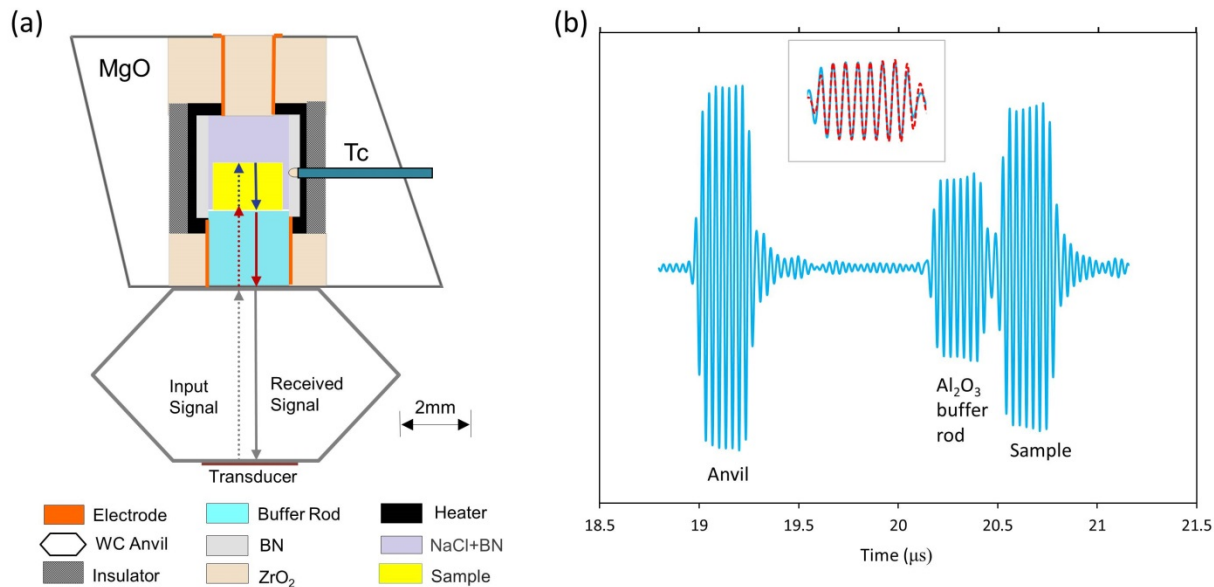 (a)
MgO
Tc
Input
Signal
Received
Signal
2mm
Transducer
Electrode
Buffer Rod
Heater
WC Anvil
BN
NaCl+BN
Insulator
ZrO₂
Sample
(b)
Anvil
Al₂O₃
buffer
rod
Sample
18.5 19 19.5 20 20.5 21 21.5
Time (μs)